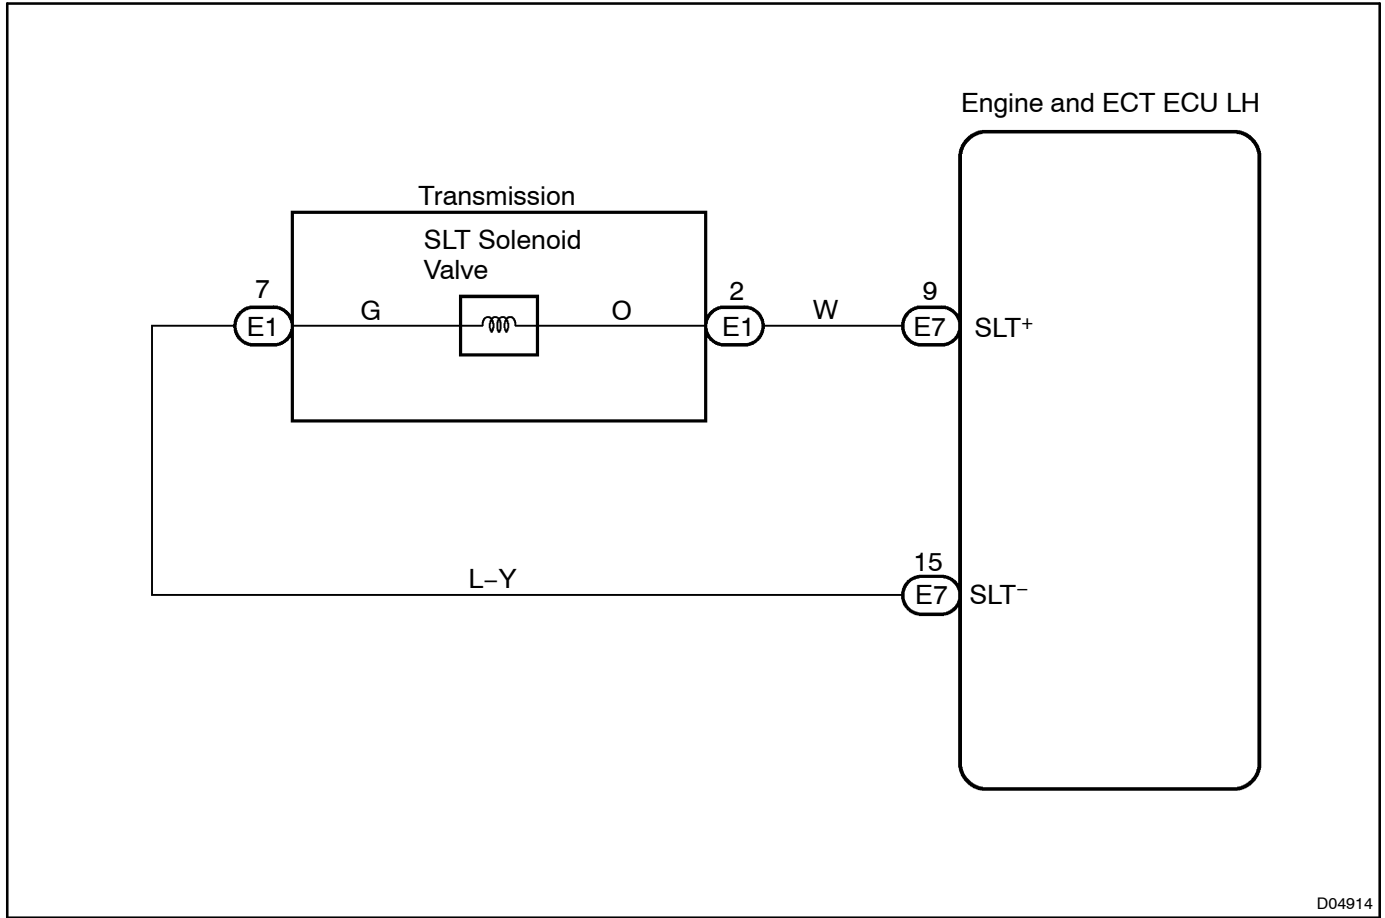 Engine and ECT ECU LH
Transmission
SLT Solenoid
Valve
7
E1
G
O
2
E1
W
9
E7
SLT+
L–Y
15
E7
SLT–
D04914